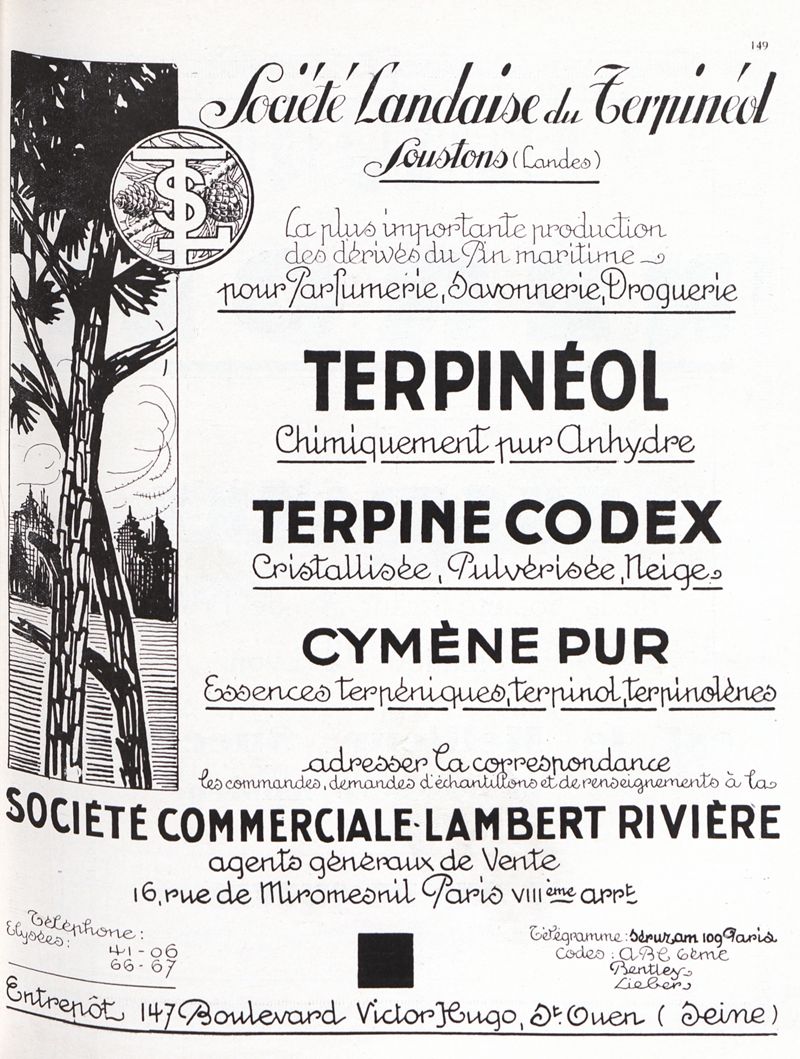 149
Société Landaise du Terpinéol
Soustons (Landes)
La plus importante production
des dérivés du Pin maritime
pour Parfumerie, Savonnerie, Droguerie
TERPINÉOL
Chimiquement pur Anhydre
TERPINE CODEX
Cristallisée, Pulvérisée, Neige
CYMÈNE PUR
Essences terpéniques, terpinol, terpinolènes
adresser la correspondance
les commandes, demandes d'échantillons et de renseignements à la
SOCIÉTÉ COMMERCIALE-LAMBERT RIVIÈRE
agents généraux de Vente
16, rue de Miromesnil Paris VIIIème arrt
Téléphone:
Elysées:
41-06
66-67
Télégramme: Séruzam 109 Paris
Codes: ABC 6ème
Bentley
Lieber
Entrepôt 147 Boulevard Victor Hugo, St. Ouen (Seine)